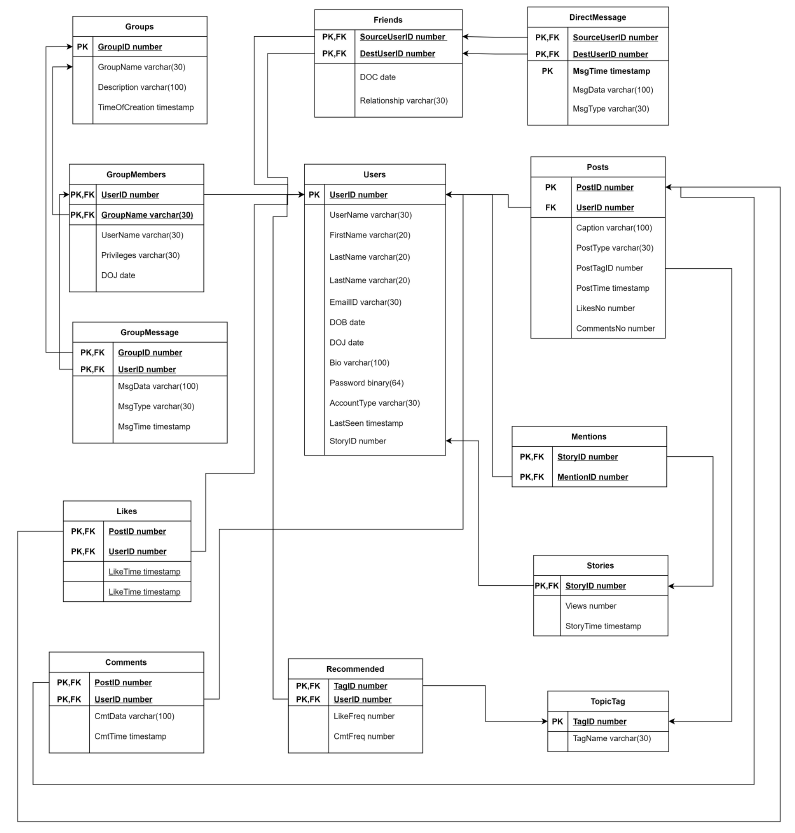 Groups
PK GroupID number
GroupName varchar(30)
Description varchar(100)
TimeOfCreation timestamp
Friends
PK,FK SourceUserID number
PK,FK DestUserID number
DOC date
Relationship varchar(30)
DirectMessage
PK,FK SourceUserID number
PK,FK DestUserID number
PK MsgTime timestamp
MsgData varchar(100)
MsgType varchar(30)
GroupMembers
PK,FK UserID number
PK,FK GroupName varchar(30)
UserName varchar(30)
Privileges varchar(30)
DOJ date
Users
PK UserID number
UserName varchar(30)
FirstName varchar(20)
LastName varchar(20)
LastName varchar(20)
EmailID varchar(30)
DOB date
DOJ date
Bio varchar(100)
Password binary(64)
AccountType varchar(30)
LastSeen timestamp
StoryID number
Posts
PK PostID number
FK UserID number
Caption varchar(100)
PostType varchar(30)
PostTagID number
PostTime timestamp
LikesNo number
CommentsNo number
GroupMessage
PK,FK GroupID number
PK,FK UserID number
MsgData varchar(100)
MsgType varchar(30)
MsgTime timestamp
Mentions
PK,FK StoryID number
PK,FK MentionID number
Likes
PK,FK PostID number
PK,FK UserID number
LikeTime timestamp
LikeTime timestamp
Stories
PK,FK StoryID number
Views number
StoryTime timestamp
Comments
PK,FK PostID number
PK,FK UserID number
CmtData varchar(100)
CmtTime timestamp
Recommended
PK,FK TagID number
PK,FK UserID number
LikeFreq number
CmtFreq number
TopicTag
PK TagID number
TagName varchar(30)